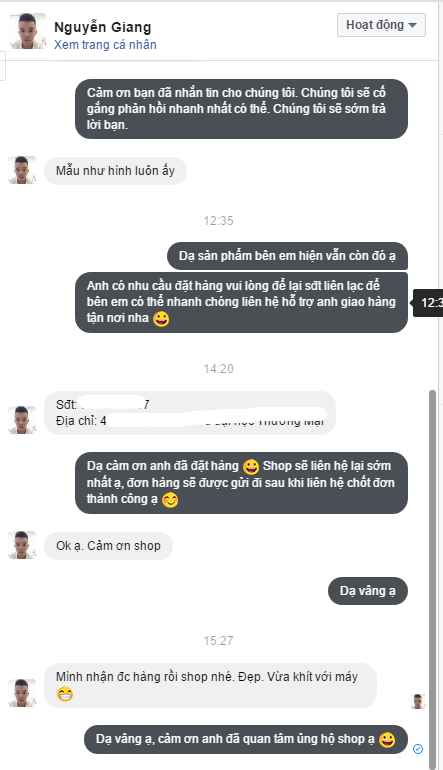 Nguyễn Giang
Xem trang cá nhân
Hoạt động
Cảm ơn bạn đã nhắn tin cho chúng tôi. Chúng tôi sẽ cố
gắng phản hồi nhanh nhất có thể. Chúng tôi sẽ sớm trả
lời bạn.
Mẫu như hình luôn ấy
12:35
Dạ sản phẩm bên em hiện vẫn còn đó ạ
Anh có nhu cầu đặt hàng vui lòng để lại sđt liên lạc để
bên em có thể nhanh chóng liên hệ hỗ trợ anh giao hàng
tận nơi nha 😀
14:20
Sđt: 7
Địa chỉ: 4 Thương Mại
Dạ cảm ơn anh đã đặt hàng 😀 Shop sẽ liên hệ lại sớm
nhất ạ, đơn hàng sẽ được gửi đi sau khi liên hệ chốt đơn
thành công ạ 😊
Ok ạ. Cảm ơn shop
Dạ vâng ạ
15:27
Mình nhận đc hàng rồi shop nhé. Đẹp. Vừa khít với máy
😁
Dạ vâng ạ, cảm ơn anh đã quan tâm ủng hộ shop ạ 😀